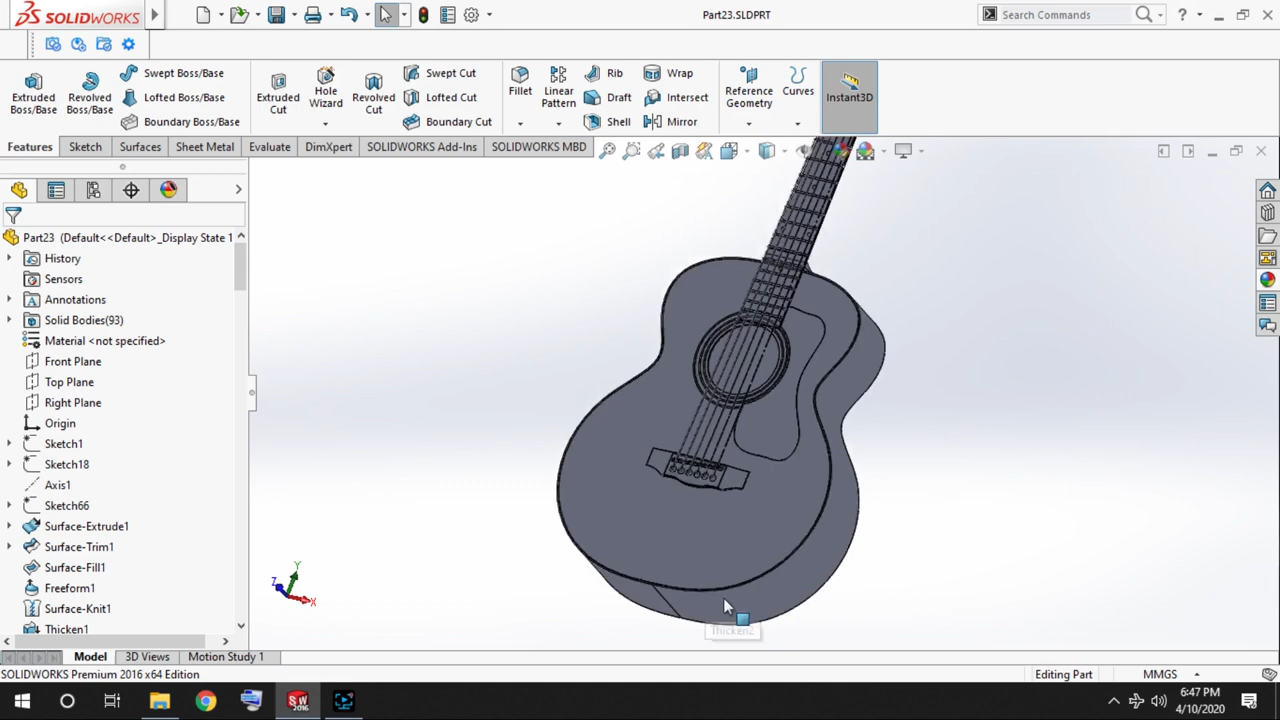 SOLIDWORKS
Part23.SLDPRT
Search Commands
?
Extruded Boss/Base
Revolved Boss/Base
Swept Boss/Base
Lofted Boss/Base
Boundary Boss/Base
Extruded Cut
Hole Wizard
Revolved Cut
Swept Cut
Lofted Cut
Boundary Cut
Fillet
Linear Pattern
Rib
Draft
Shell
Wrap
Intersect
Mirror
Reference Geometry
Curves
Instant3D
Features
Sketch
Surfaces
Sheet Metal
Evaluate
DimXpert
SOLIDWORKS Add-Ins
SOLIDWORKS MBD
Part23 (Default<<Default>_Display State 1
History
Sensors
Annotations
Solid Bodies(93)
Material <not specified>
Front Plane
Top Plane
Right Plane
Origin
Sketch1
Sketch18
Axis1
Sketch66
Surface-Extrude1
Surface-Trim1
Surface-Fill1
Freeform1
Surface-Knit1
Thicken1
Thicken2
Y
Z
X
Model
3D Views
Motion Study 1
SOLIDWORKS Premium 2016 x64 Edition
Editing Part
MMGS
SW
2016
6:47 PM
4/10/2020